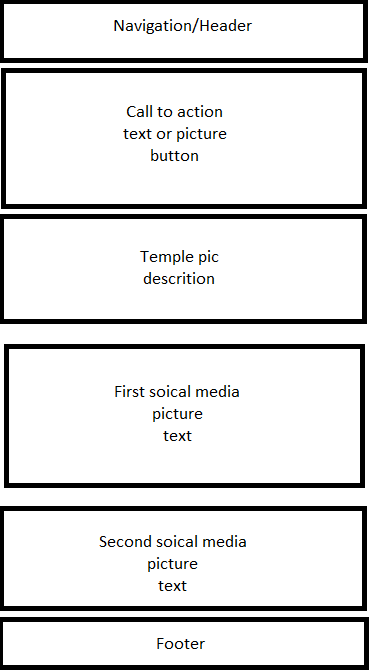 Navigation/Header
Call to action
text or picture
button
Temple pic
descrition
First soical media
picture
text
Second soical media
picture
text
Footer